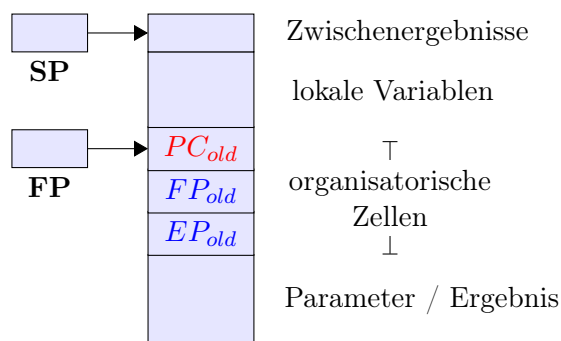 Zwischenergebnisse
SP
lokale Variablen
PC_old
⊤
FP
FP_old
organisatorische
Zellen
EP_old
⊥
Parameter / Ergebnis